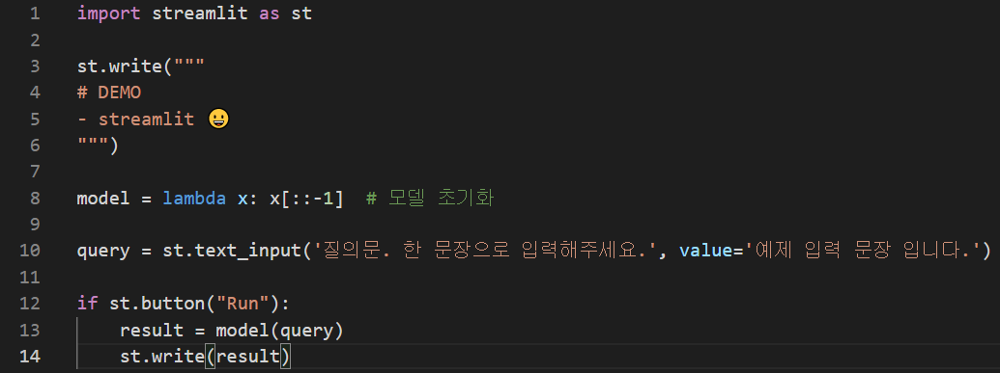 1 import streamlit as st
2
3 st.write("""
4 # DEMO
5 - streamlit 😀
6 """)
7
8 model = lambda x: x[::-1]  # 모델 초기화
9
10 query = st.text_input('질의문. 한 문장으로 입력해주세요.', value='예제 입력 문장 입니다.')
11
12 if st.button("Run"):
13     result = model(query)
14     st.write(result)